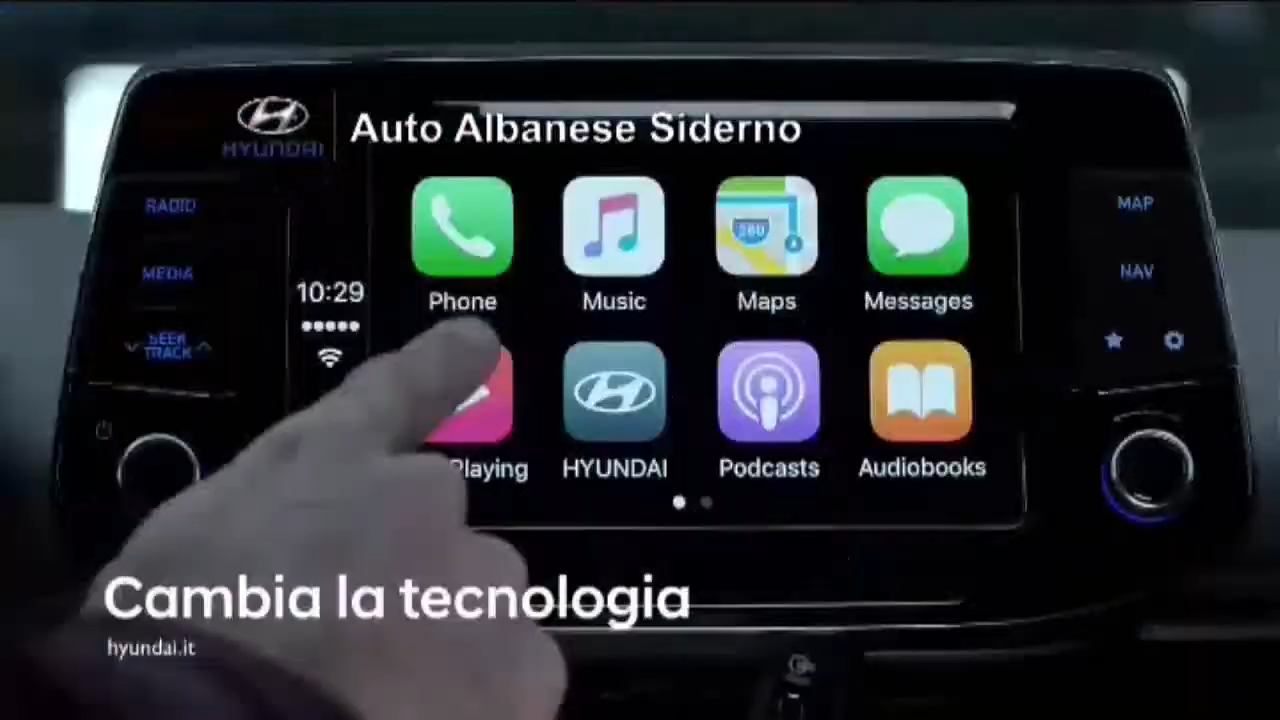 HYUNDAI
Auto Albanese Siderno
RADIO
MEDIA
SEEK
TRACK
10:29
Phone
Music
Maps
Messages
280
Playing
HYUNDAI
Podcasts
Audiobooks
MAP
NAV
Cambia la tecnologia
hyundai.it